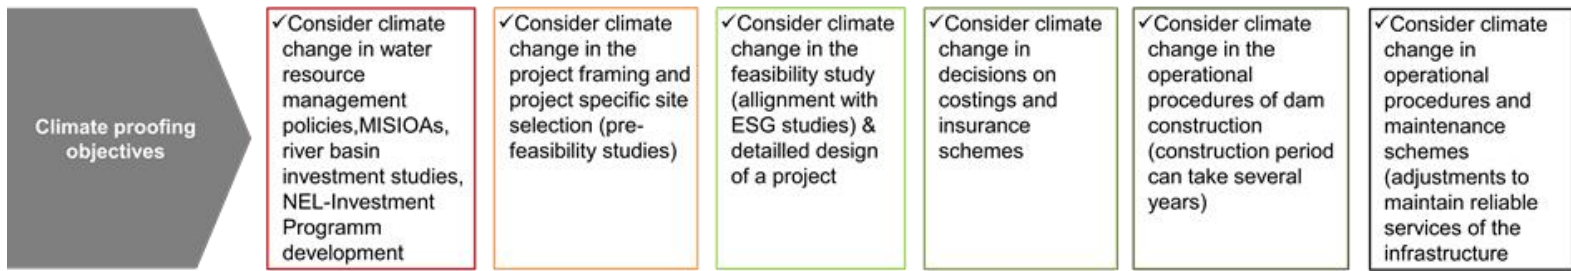 Climate proofing
objectives
✓Consider climate
change in water
resource
management
policies,MISIOAs,
river basin
investment studies,
NEL-Investment
Programm
development
✓Consider climate
change in the
project framing and
project specific site
selection (pre-
feasibility studies)
✓Consider climate
change in the
feasibility study
(allignment with
ESG studies) &
detailled design
of a project
✓Consider climate
change in
decisions on
costings and
insurance
schemes
✓Consider climate
change in the
operational
procedures of dam
construction
(construction period
can take several
years)
✓Consider climate
change in
operational
procedures and
maintenance
schemes
(adjustments to
maintain reliable
services of the
infrastructure